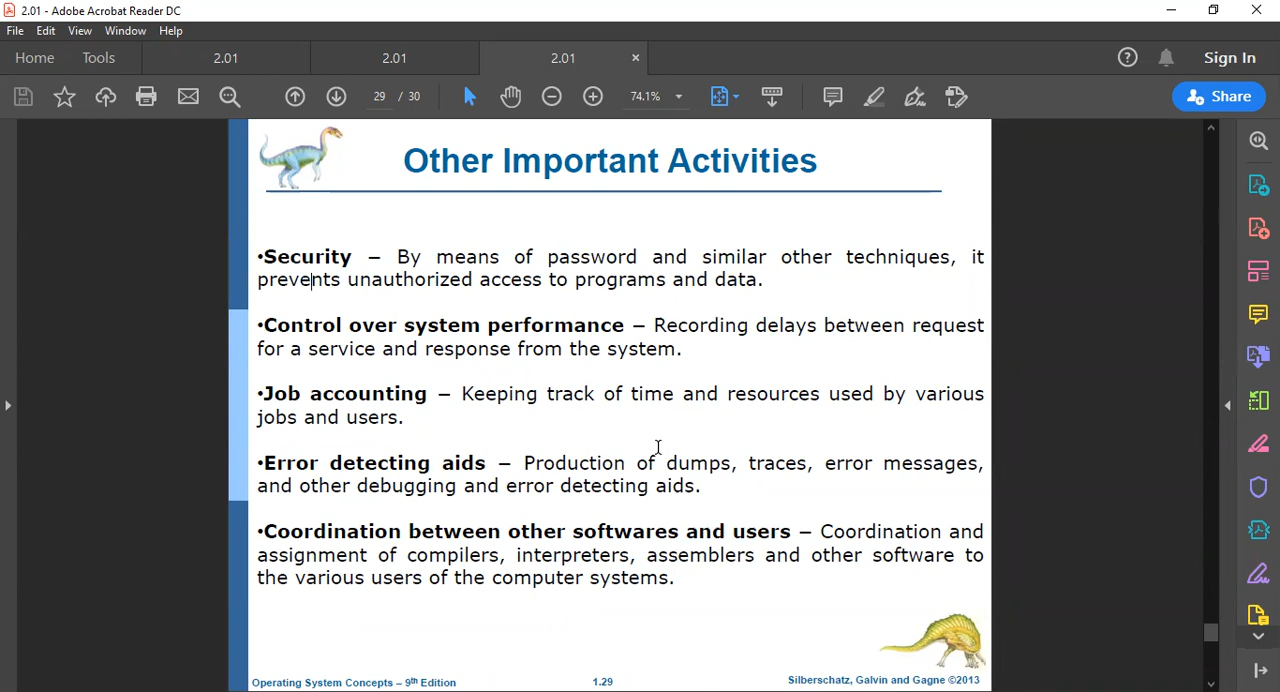 2.01 - Adobe Acrobat Reader DC
File Edit View Window Help
Home Tools 2.01 2.01 2.01 × ? Sign In
29 / 30 74.1% Share
Other Important Activities
•Security – By means of password and similar other techniques, it
prevents unauthorized access to programs and data.
•Control over system performance – Recording delays between request
for a service and response from the system.
•Job accounting – Keeping track of time and resources used by various
jobs and users.
•Error detecting aids – Production of dumps, traces, error messages,
and other debugging and error detecting aids.
•Coordination between other softwares and users – Coordination and
assignment of compilers, interpreters, assemblers and other software to
the various users of the computer systems.
Operating System Concepts – 9th Edition 1.29 Silberschatz, Galvin and Gagne ©2013